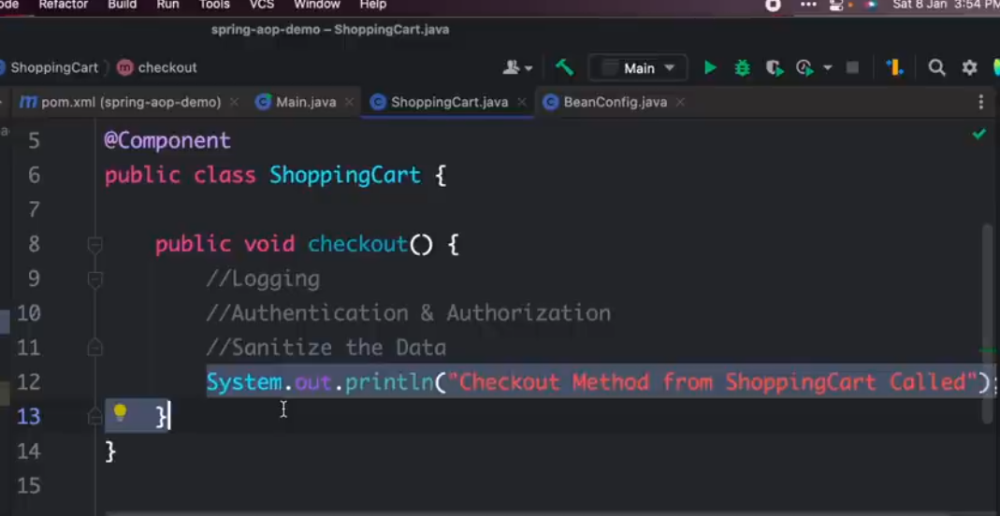 Refactor Build Run Tools VCS Window Help Sat 8 Jan 3:54 PM
spring-aop-demo – ShoppingCart.java
ShoppingCart checkout Main
pom.xml (spring-aop-demo) Main.java ShoppingCart.java BeanConfig.java
5 @Component
6 public class ShoppingCart {
7
8 public void checkout() {
9 //Logging
10 //Authentication & Authorization
11 //Sanitize the Data
12 System.out.println("Checkout Method from ShoppingCart Called");
13 }
14 }
15